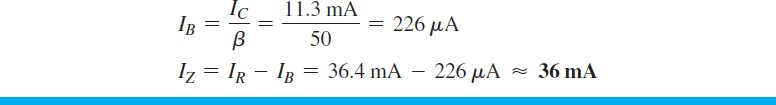 I_B = I_C / β = 11.3 mA / 50 = 226 μA
I_Z = I_R − I_B = 36.4 mA − 226 μA ≈ 36 mA